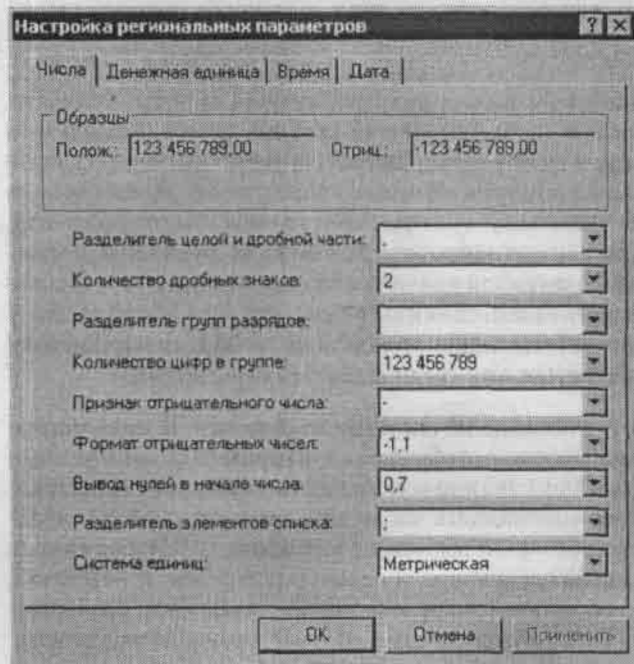 Настройка региональных параметров ? ×
Числа Денежная единица Время Дата
Образцы
Полож.: 123 456 789,00 Отриц.: -123 456 789,00
Разделитель целой и дробной части: ,
Количество дробных знаков: 2
Разделитель групп разрядов:
Количество цифр в группе: 123 456 789
Признак отрицательного числа: -
Формат отрицательных чисел: -1,1
Вывод нулей в начале числа: 0,7
Разделитель элементов списка: ;
Система единиц: Метрическая
OK Отмена Применить